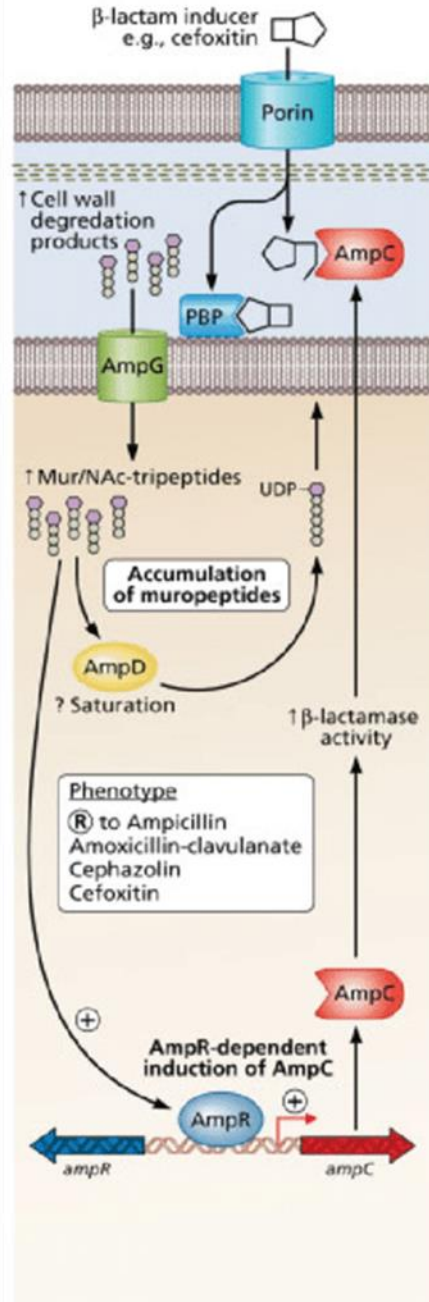 β-lactam inducer
e.g., cefoxitin
Porin
↑Cell wall
degredation
products
AmpC
PBP
AmpG
↑Mur/NAc-tripeptides
UDP
Accumulation
of muropeptides
AmpD
? Saturation
↑β-lactamase
activity
Phenotype
Ⓡ to Ampicillin
Amoxicillin-clavulanate
Cephazolin
Cefoxitin
AmpC
+
AmpR-dependent
induction of AmpC
+
AmpR
ampR
ampC